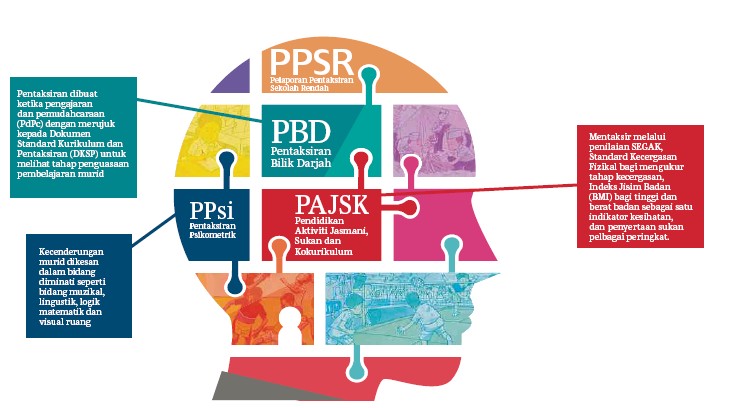 PPSR
Pelaporan Pentaksiran
Sekolah Rendah
Pentaksiran dibuat
ketika pengajaran
dan pemudahcaraan
(PdPc) dengan merujuk
kepada Dokumen
Standard Kurikulum dan
Pentaksiran (DKSP) untuk
melihat tahap penguasaan
pembelajaran murid
PBD
Pentaksiran
Bilik Darjah
Mentaksir melalui
penilaian SEGAK,
Standard Kecergasan
Fizikal bagi mengukur
tahap kecergasan,
Indeks Jisim Badan
(BMI) bagi tinggi dan
berat badan sebagai satu
indikator kesihatan,
dan penyertaan sukan
pelbagai peringkat.
PPsi
Pentaksiran
Psikometrik
PAJSK
Pendidikan
Aktiviti Jasmani,
Sukan dan
Kokurikulum
Kecenderungan
murid dikesan
dalam bidang
diminati seperti
bidang muzikal,
lingustik, logik
matematik dan
visual ruang